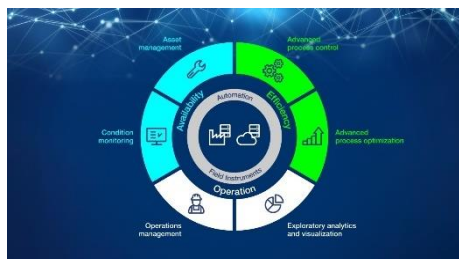 Asset
management
Advanced
process control
Availability
Automation
Efficiency
Condition
monitoring
Advanced
process optimization
Field Instruments
Operation
Operations
management
Exploratory analytics
and visualization